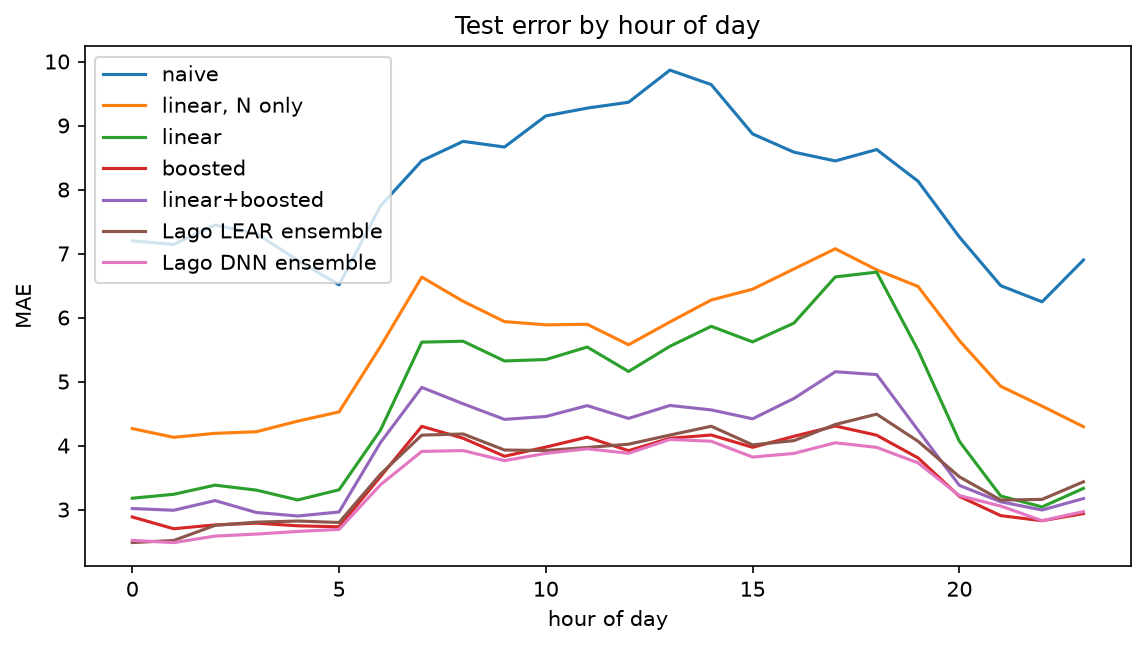 Test error by hour of day
10
9
8
7
6
5
4
3
MAE
naive
linear, N only
linear
boosted
linear+boosted
Lago LEAR ensemble
Lago DNN ensemble
0 5 10 15 20
hour of day